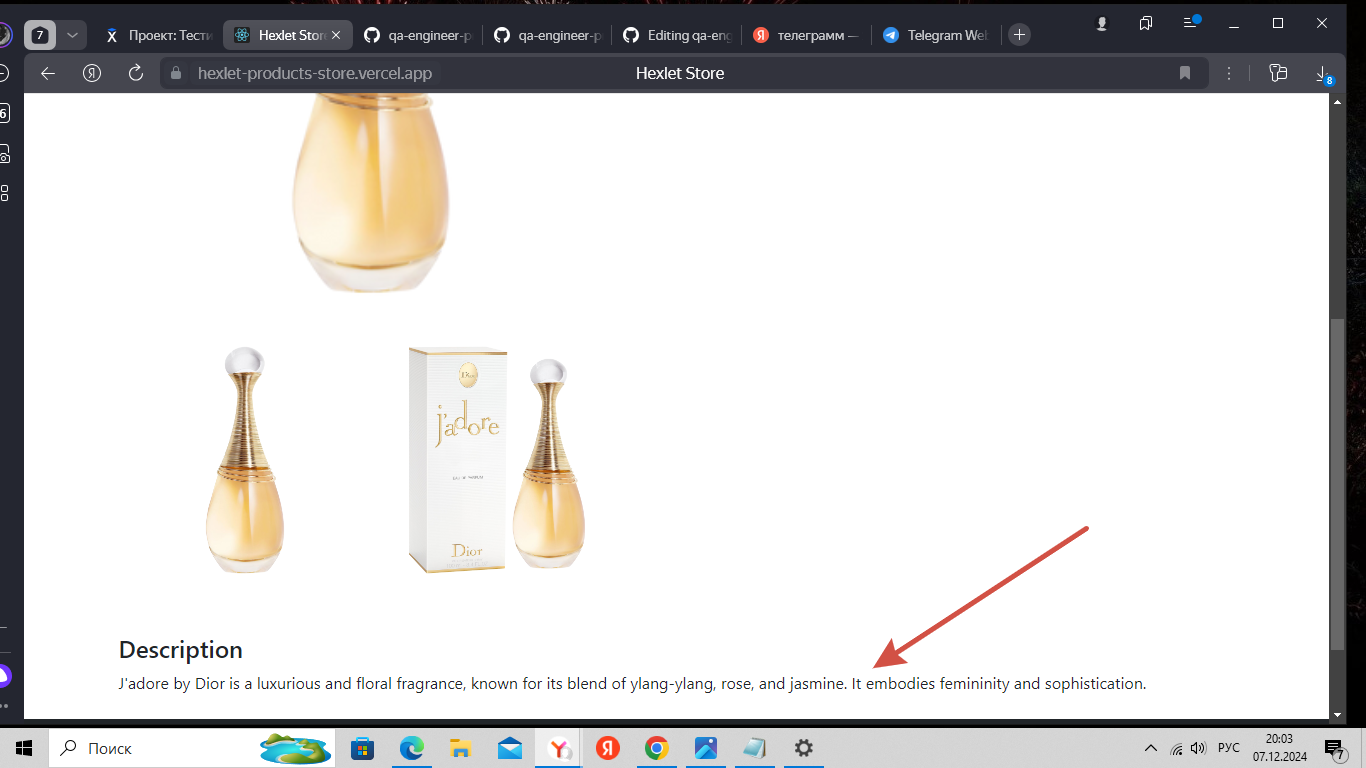 7
Проект: Тести
Hexlet Stor
qa-engineer-p
qa-engineer-p
Editing qa-eng
телеграмм —
Telegram Web
hexlet-products-store.vercel.app
Hexlet Store
8
Dior
j'adore
EAU DE PARFUM
Dior
Description
J'adore by Dior is a luxurious and floral fragrance, known for its blend of ylang-ylang, rose, and jasmine. It embodies femininity and sophistication.
Поиск
РУС
20:03
07.12.2024
7